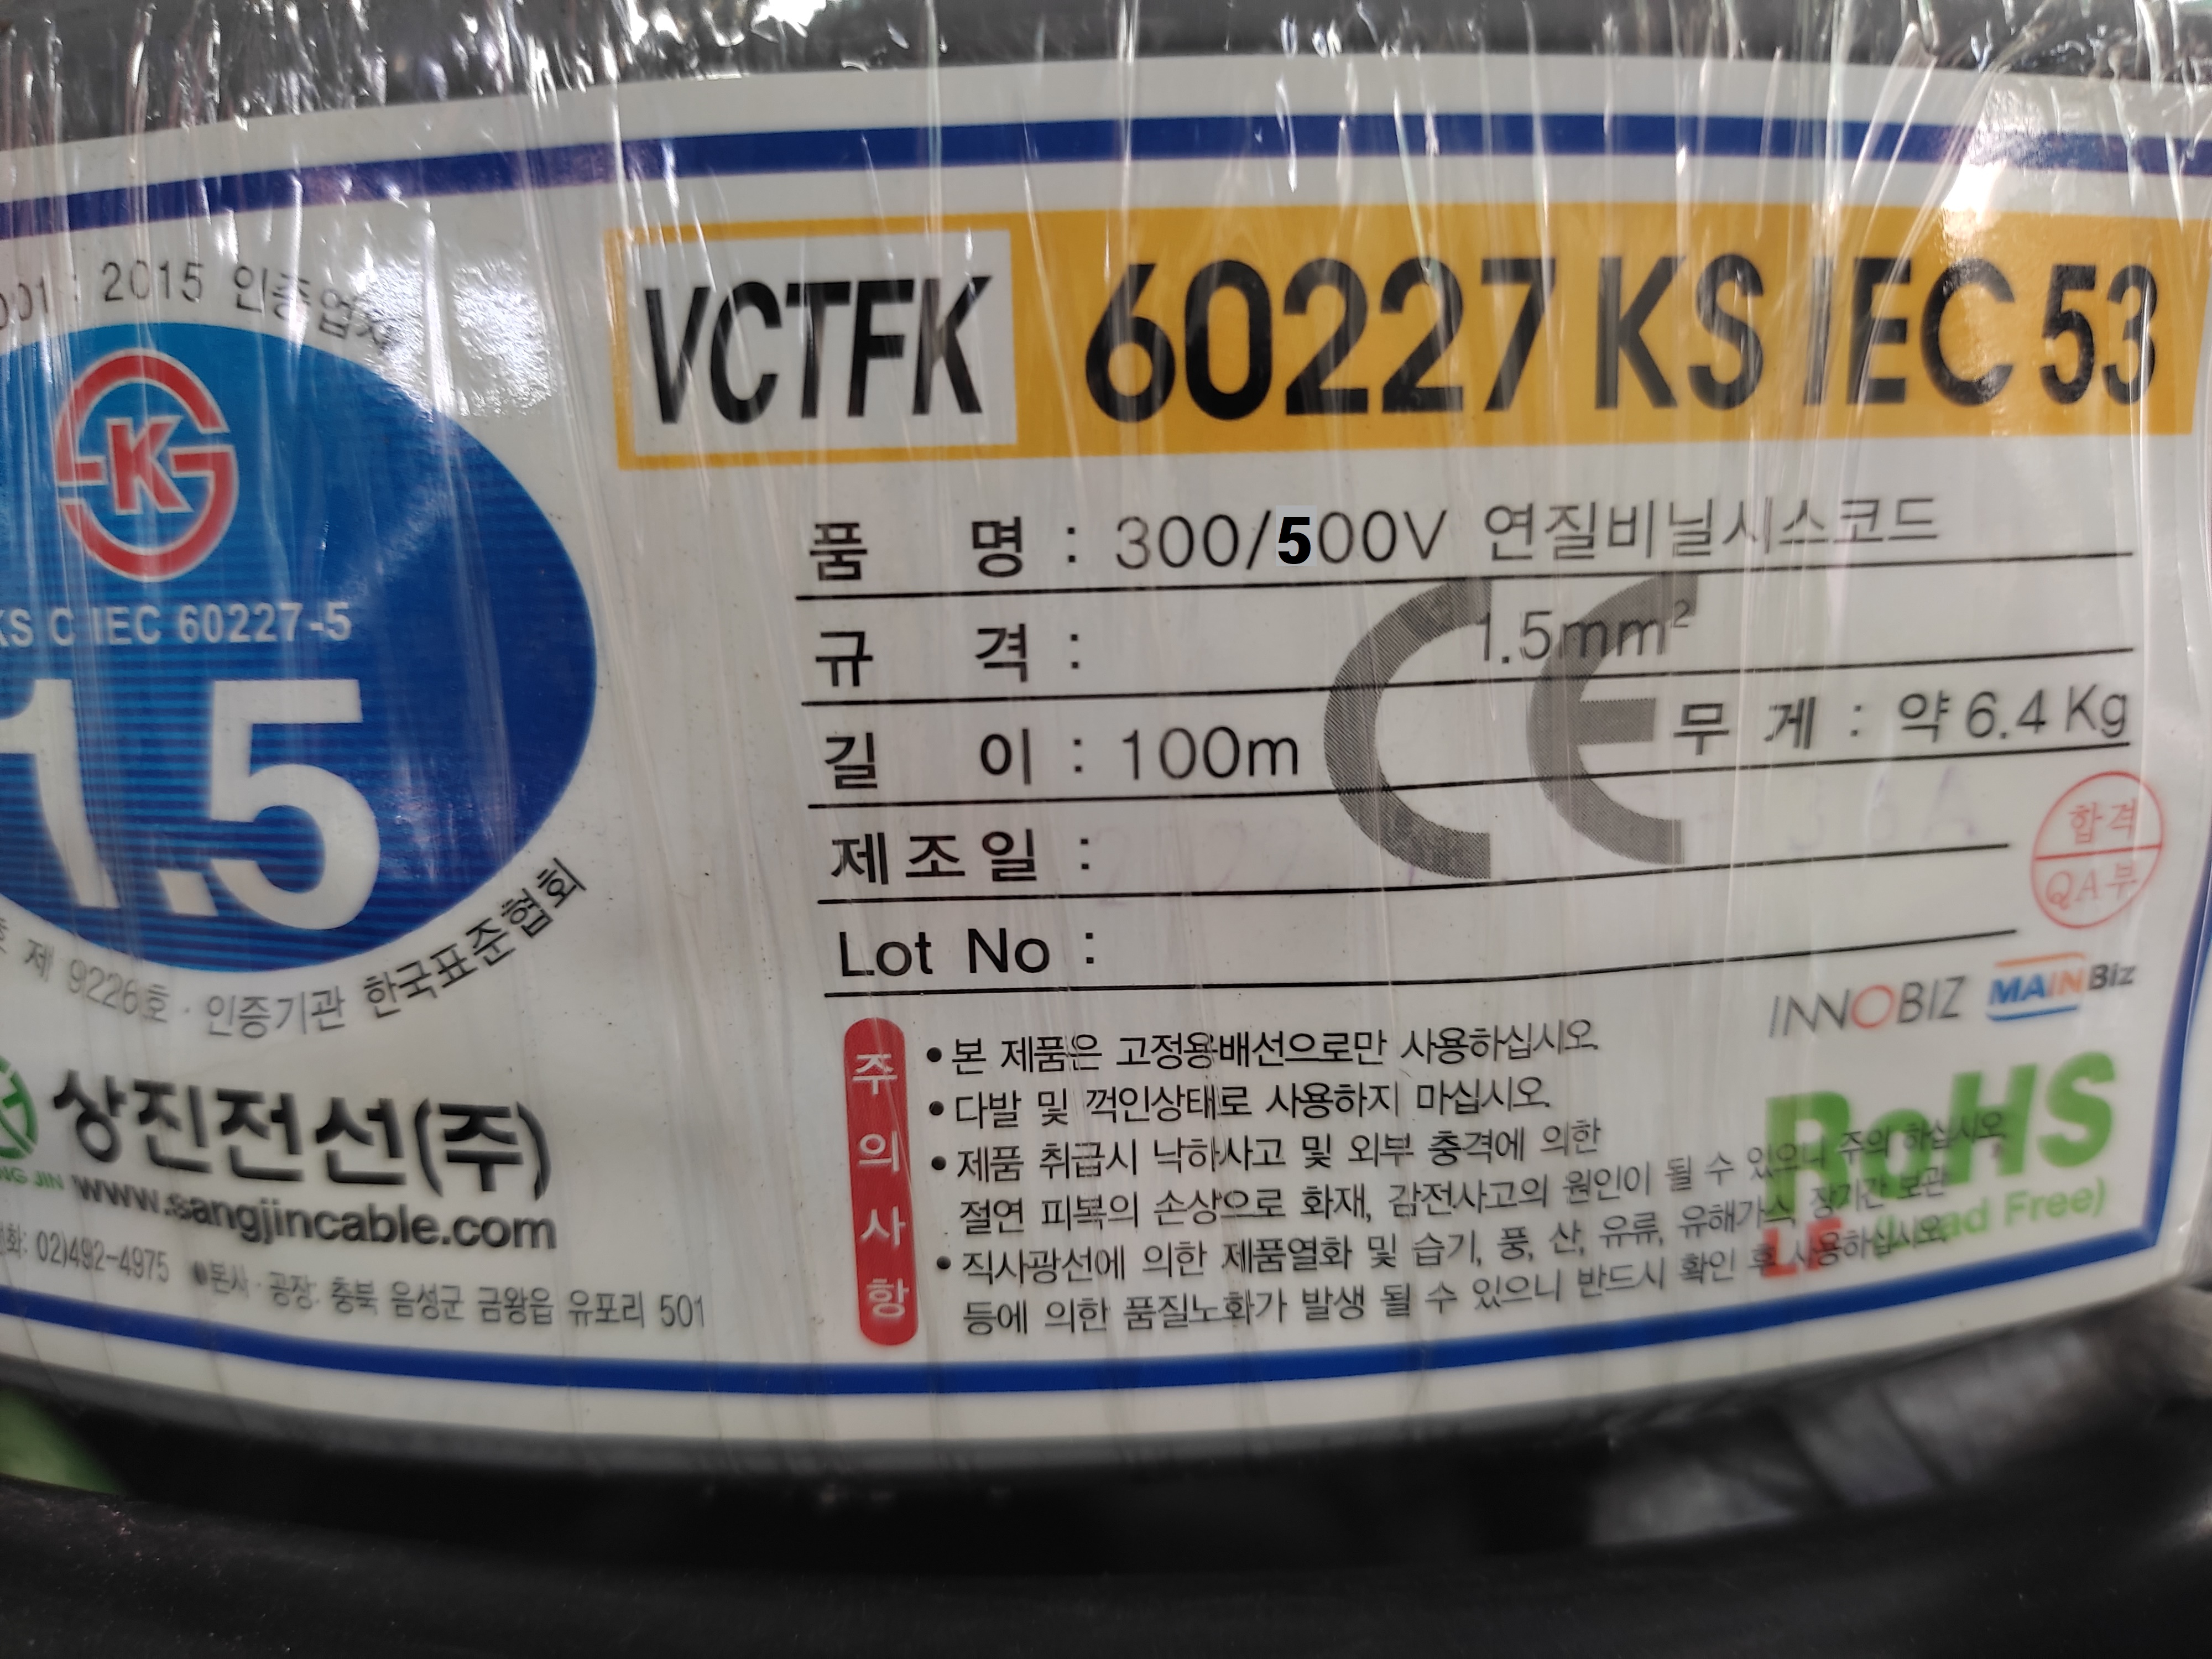 : 2015 인증업체
VCTFK 60227 KS IEC 53
K
KS C IEC 60227-5
1.5
제 9226호 · 인증기관 한국표준협회
상진전선(주)
www.sangjincable.com
02)492-4975 ●본사 · 공장: 충북 음성군 금왕읍 유포리 501
품 명 : 300/500V 연질비닐시스코드
규 격 : 1.5mm²
길 이 : 100m 무 게 : 약 6.4 Kg
제조일 :
Lot No :
CE
합격
QA부
INNOBIZ MAINBiz
RoHS
주의사항
• 본 제품은 고정용배선으로만 사용하십시오.
• 다발 및 꺽인상태로 사용하지 마십시오.
• 제품 취급시 낙하사고 및 외부 충격에 의한
절연 피복의 손상으로 화재, 감전사고의 원인이 될 수 있으니 주의 하십시오.
• 직사광선에 의한 제품열화 및 습기, 풍, 산, 유류, 유해가스 장기간 보관
등에 의한 품질노화가 발생 될 수 있으니 반드시 확인 후 사용하십시오.
Free)